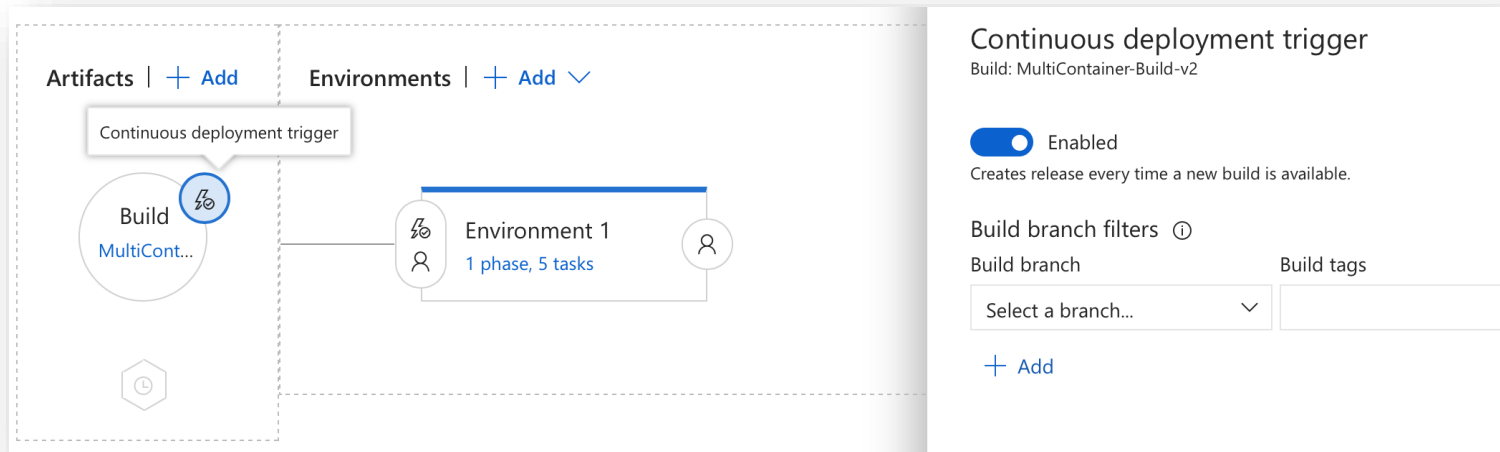 Artifacts | + Add
Environments | + Add
Continuous deployment trigger
Build
MultiCont...
Environment 1
1 phase, 5 tasks
Continuous deployment trigger
Build: MultiContainer-Build-v2
Enabled
Creates release every time a new build is available.
Build branch filters
Build branch
Build tags
Select a branch...
+ Add